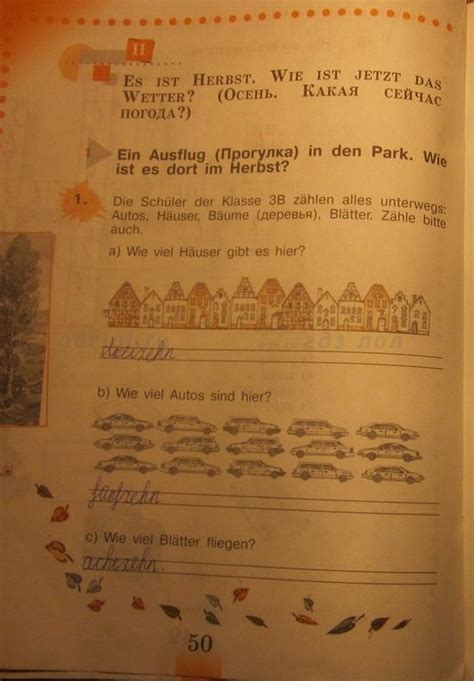 II
ES IST HERBST. WIE IST JETZT DAS
WETTER? (ОСЕНЬ. КАКАЯ СЕЙЧАС
ПОГОДА?)
Ein Ausflug (Прогулка) in den Park. Wie
ist es dort im Herbst?
1. Die Schüler der Klasse 3B zählen alles unterwegs:
Autos, Häuser, Bäume (деревья), Blätter. Zähle bitte
auch.
a) Wie viel Häuser gibt es hier?
dreizehn
b) Wie viel Autos sind hier?
fünfzehn
c) Wie viel Blätter fliegen?
achtzehn.
50